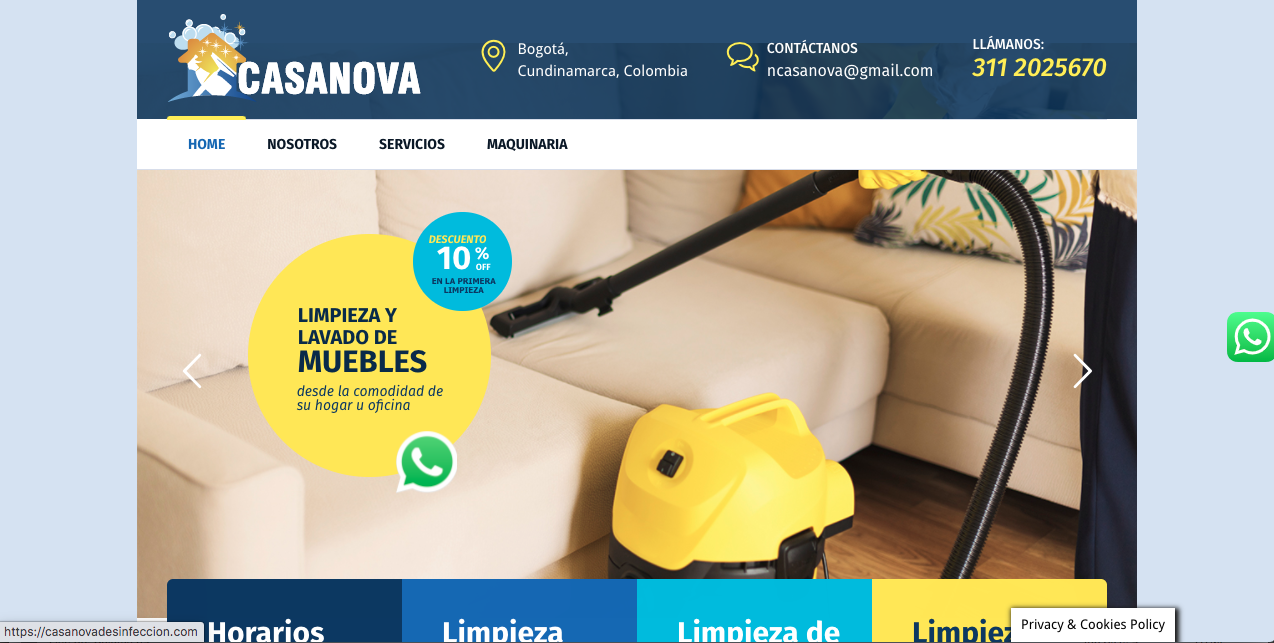 CASANOVA
Bogotá,
Cundinamarca, Colombia
CONTÁCTANOS
ncasanova@gmail.com
LLÁMANOS:
311 2025670
HOME
NOSOTROS
SERVICIOS
MAQUINARIA
DESCUENTO
10 %
OFF
EN LA PRIMERA
LIMPIEZA
LIMPIEZA Y
LAVADO DE
MUEBLES
desde la comodidad de
su hogar u oficina
Horarios
Limpieza
Limpieza de
https://casanovadesinfeccion.com
Privacy & Cookies Policy